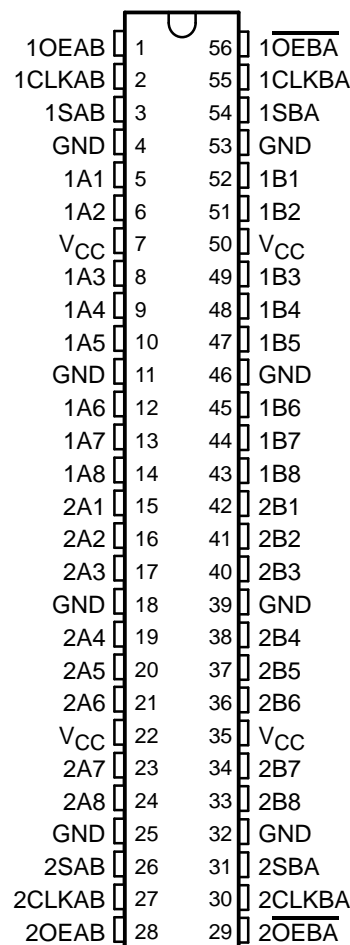 1OEAB 1 56 1O̅E̅B̅A̅
1CLKAB 2 55 1CLKBA
1SAB 3 54 1SBA
GND 4 53 GND
1A1 5 52 1B1
1A2 6 51 1B2
VCC 7 50 VCC
1A3 8 49 1B3
1A4 9 48 1B4
1A5 10 47 1B5
GND 11 46 GND
1A6 12 45 1B6
1A7 13 44 1B7
1A8 14 43 1B8
2A1 15 42 2B1
2A2 16 41 2B2
2A3 17 40 2B3
GND 18 39 GND
2A4 19 38 2B4
2A5 20 37 2B5
2A6 21 36 2B6
VCC 22 35 VCC
2A7 23 34 2B7
2A8 24 33 2B8
GND 25 32 GND
2SAB 26 31 2SBA
2CLKAB 27 30 2CLKBA
2OEAB 28 29 2O̅E̅B̅A̅